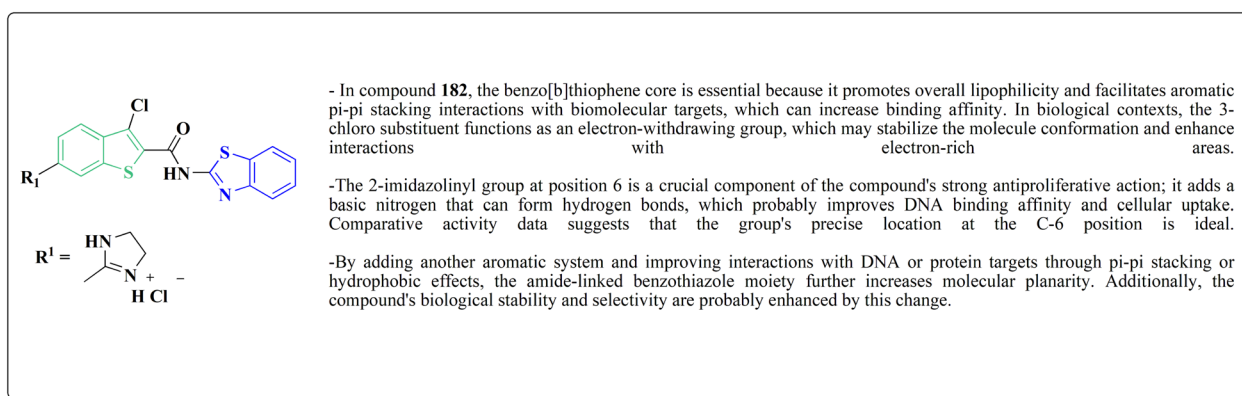 Cl
O
S
HN
S
N
R₁
R¹ =
HN
N
+
−
H Cl
- In compound 182, the benzo[b]thiophene core is essential because it promotes overall lipophilicity and facilitates aromatic
pi-pi stacking interactions with biomolecular targets, which can increase binding affinity. In biological contexts, the 3-
chloro substituent functions as an electron-withdrawing group, which may stabilize the molecule conformation and enhance
interactions with electron-rich areas.
-The 2-imidazolinyl group at position 6 is a crucial component of the compound's strong antiproliferative action; it adds a
basic nitrogen that can form hydrogen bonds, which probably improves DNA binding affinity and cellular uptake.
Comparative activity data suggests that the group's precise location at the C-6 position is ideal.
-By adding another aromatic system and improving interactions with DNA or protein targets through pi-pi stacking or
hydrophobic effects, the amide-linked benzothiazole moiety further increases molecular planarity. Additionally, the
compound's biological stability and selectivity are probably enhanced by this change.